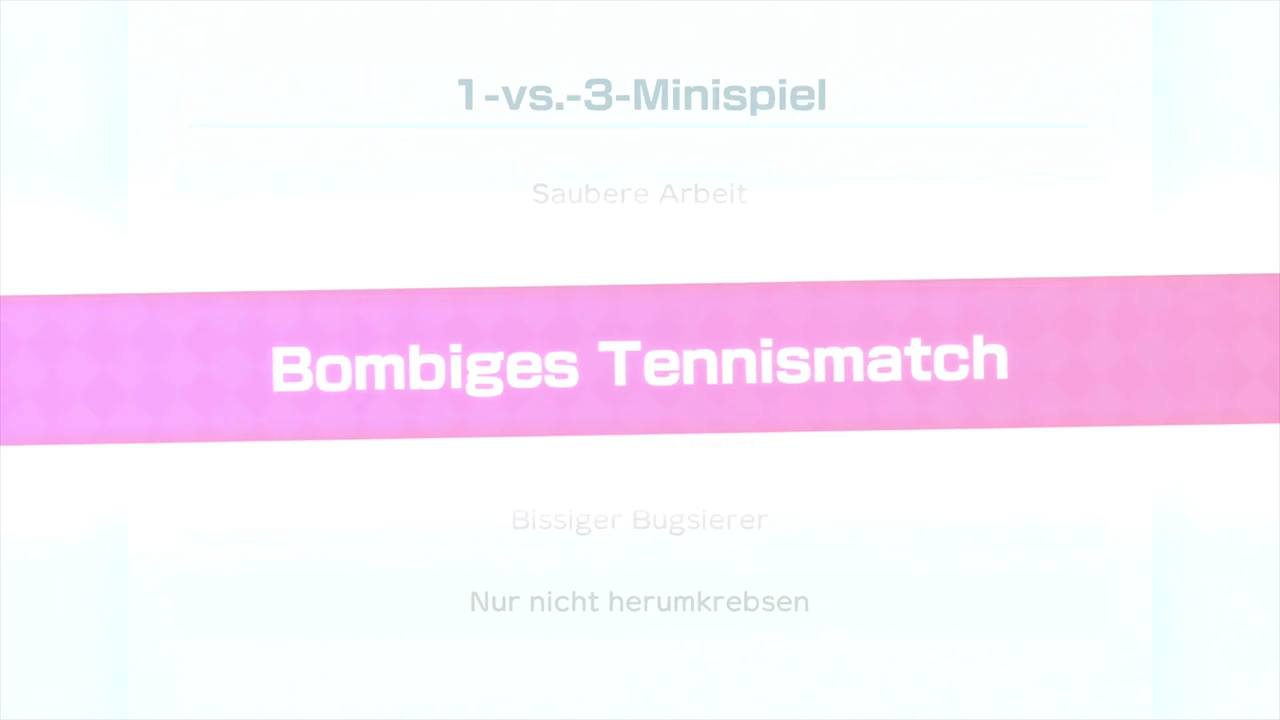 1-vs.-3-Minispiel
Saubere Arbeit
Bombiges Tennismatch
Bissiger Bugsierer
Nur nicht herumkrebsen